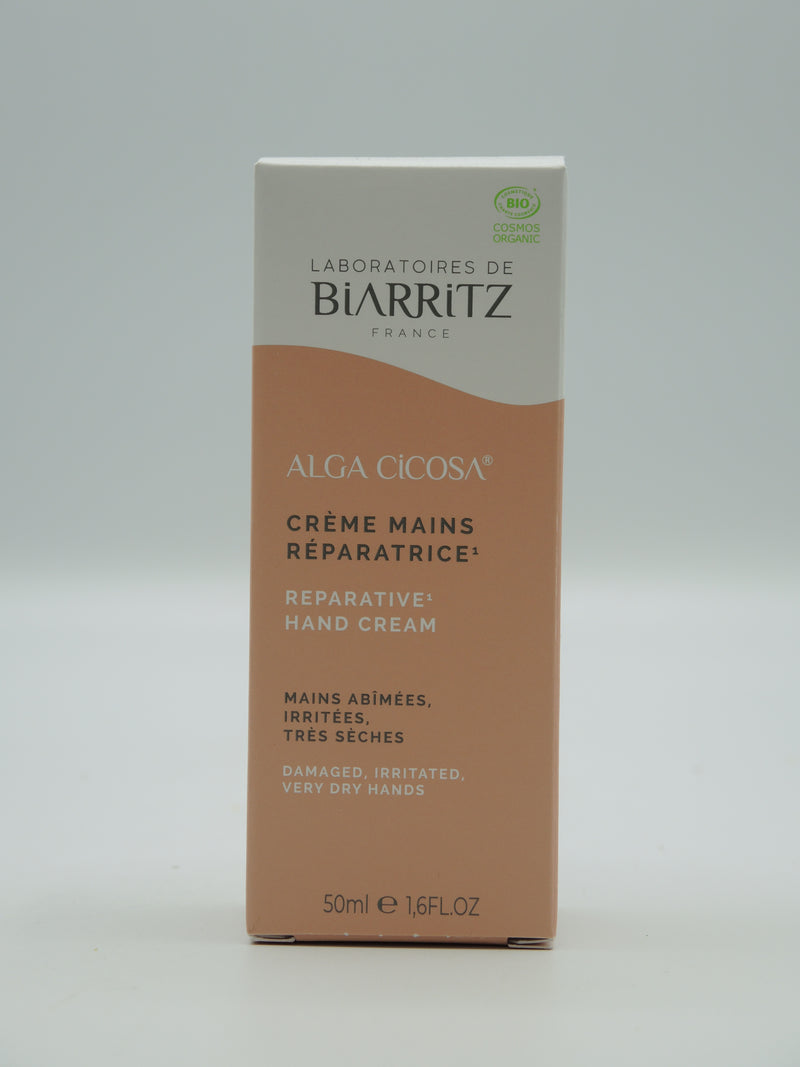 COSMÉTIQUE
BIO
COSMOS
ORGANIC
LABORATOIRES DE
BiARRiTZ
FRANCE
ALGA CiCOSA®
CRÈME MAINS
RÉPARATRICE¹
REPARATIVE¹
HAND CREAM
MAINS ABÎMÉES,
IRRITÉES,
TRÈS SÈCHES
DAMAGED, IRRITATED,
VERY DRY HANDS
50ml ℮ 1,6FL.OZ